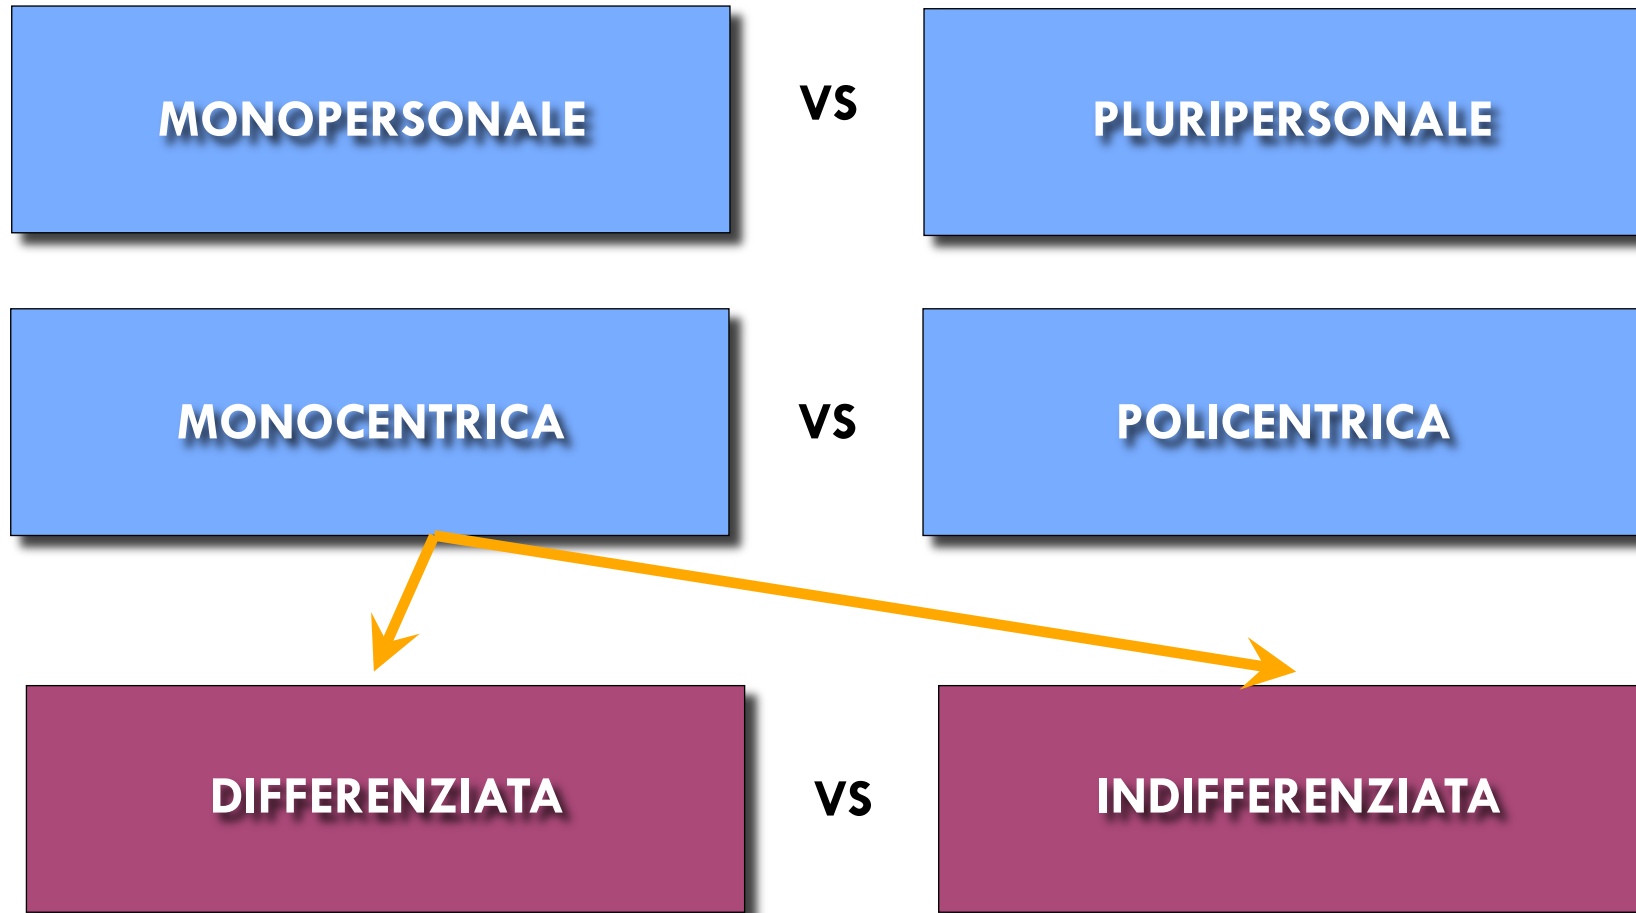 MONOPERSONALE VS PLURIPERSONALE
MONOCENTRICA VS POLICENTRICA
DIFFERENZIATA VS INDIFFERENZIATA